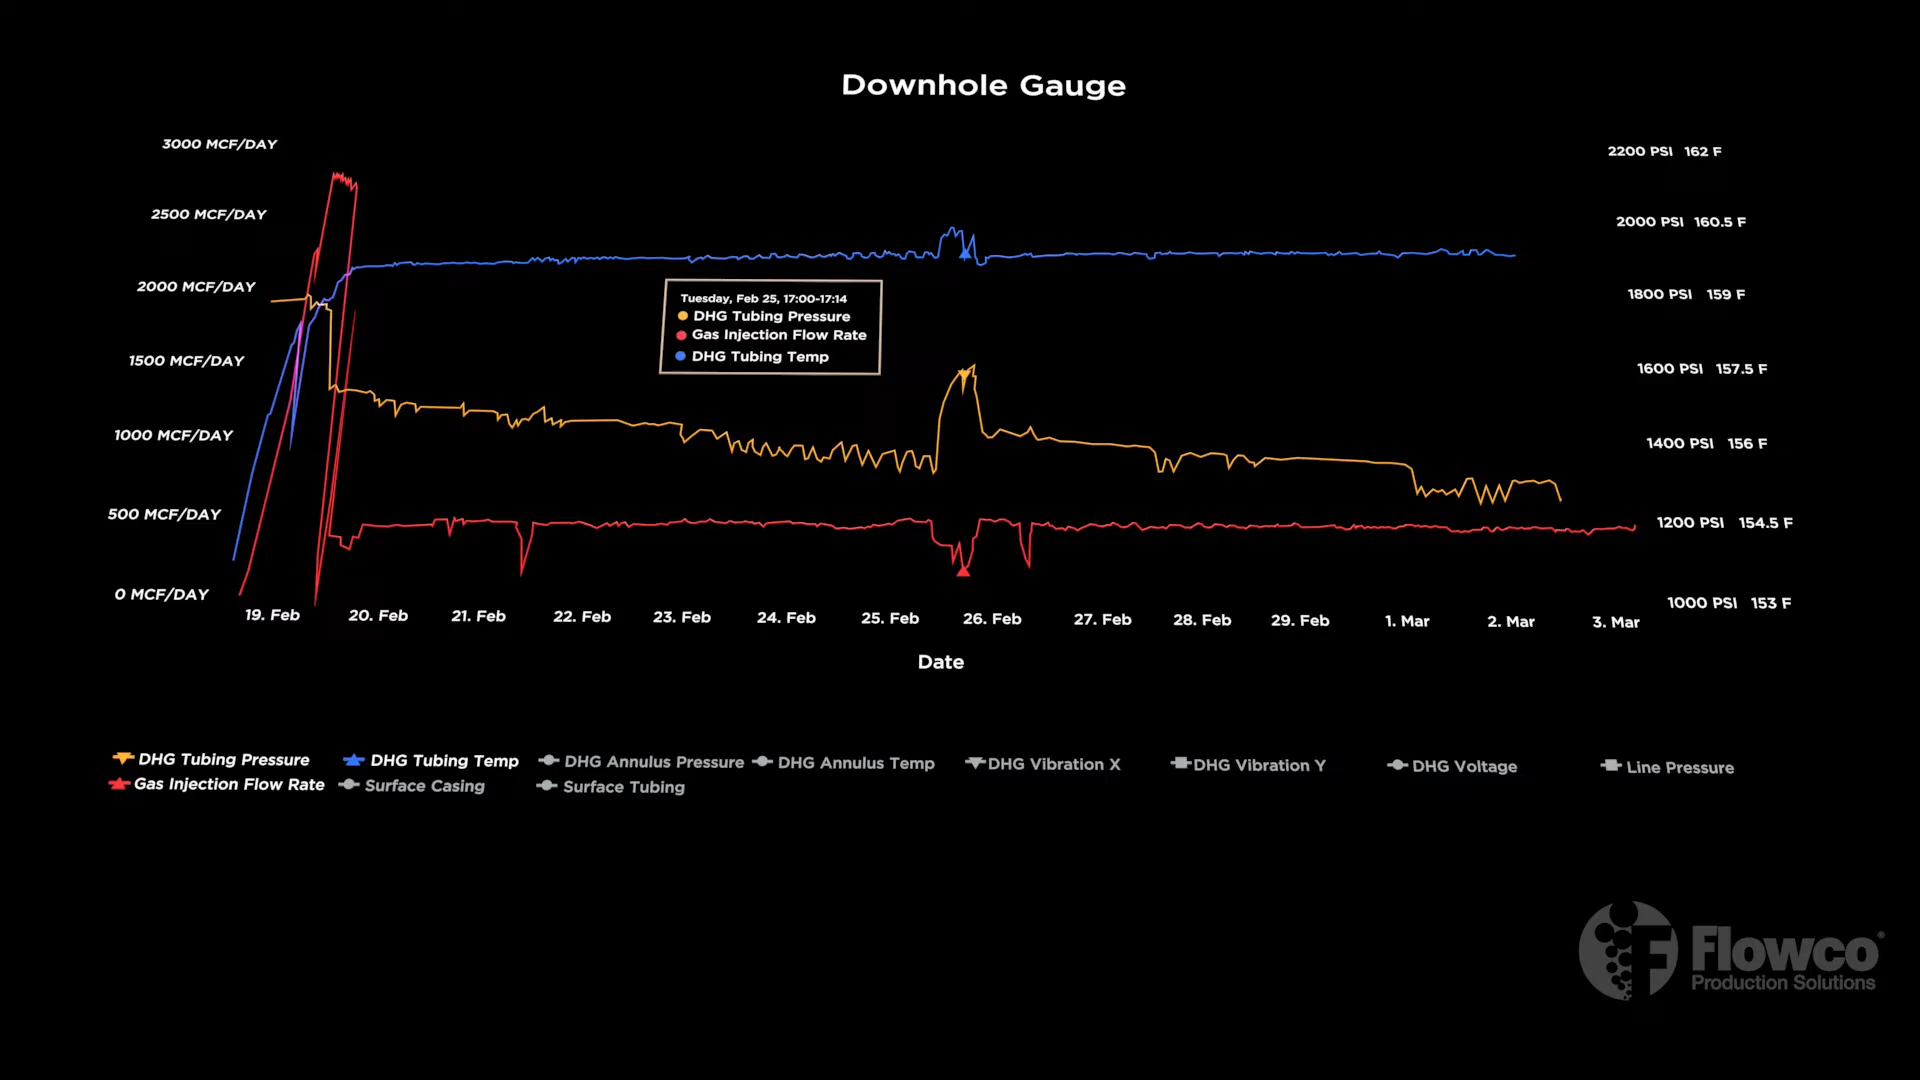 Downhole Gauge
3000 MCF/DAY
2500 MCF/DAY
2000 MCF/DAY
1500 MCF/DAY
1000 MCF/DAY
500 MCF/DAY
0 MCF/DAY
2200 PSI 162 F
2000 PSI 160.5 F
1800 PSI 159 F
1600 PSI 157.5 F
1400 PSI 156 F
1200 PSI 154.5 F
1000 PSI 153 F
Tuesday, Feb 25, 17:00-17:14
DHG Tubing Pressure
Gas Injection Flow Rate
DHG Tubing Temp
19. Feb 20. Feb 21. Feb 22. Feb 23. Feb 24. Feb 25. Feb 26. Feb 27. Feb 28. Feb 29. Feb 1. Mar 2. Mar 3. Mar
Date
DHG Tubing Pressure DHG Tubing Temp DHG Annulus Pressure DHG Annulus Temp DHG Vibration X DHG Vibration Y DHG Voltage Line Pressure
Gas Injection Flow Rate Surface Casing Surface Tubing
F Flowco®
Production Solutions